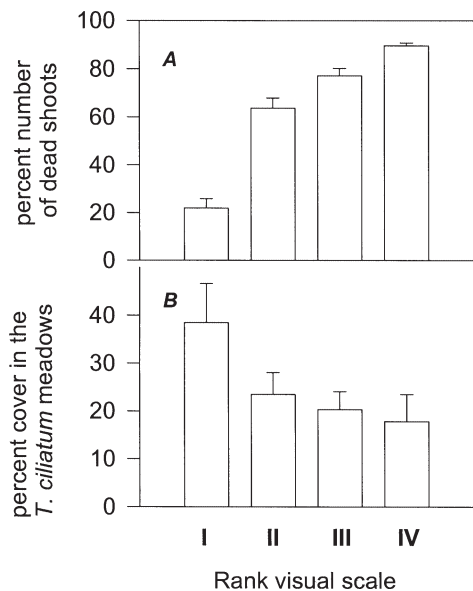 percent number
of dead shoots
100
80
60
40
20
0
A
percent cover in the
T. ciliatum meadows
40
30
20
10
0
B
I II III IV
Rank visual scale